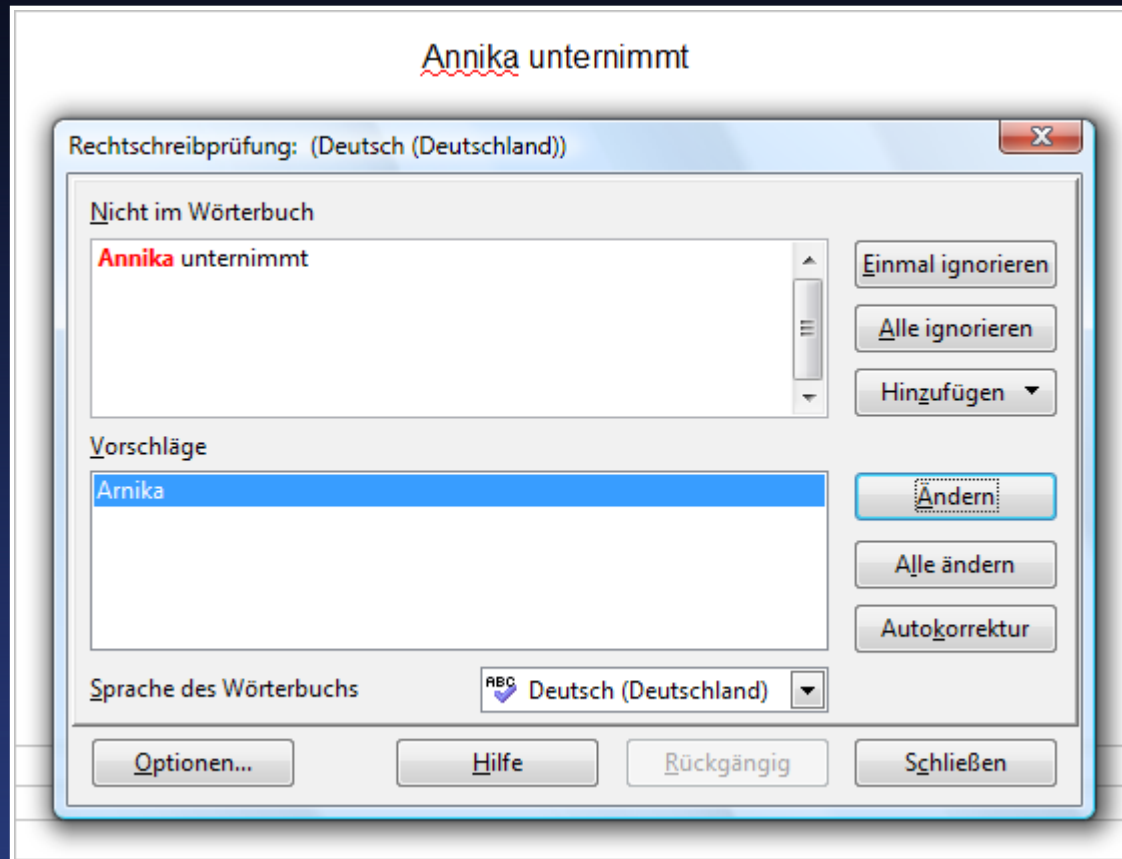 Annika unternimmt
Rechtschreibprüfung: (Deutsch (Deutschland))
Nicht im Wörterbuch
Annika unternimmt
Einmal ignorieren
Alle ignorieren
Hinzufügen
Vorschläge
Arnika
Ändern
Alle ändern
Autokorrektur
Sprache des Wörterbuchs
ABC Deutsch (Deutschland)
Optionen...
Hilfe
Rückgängig
Schließen